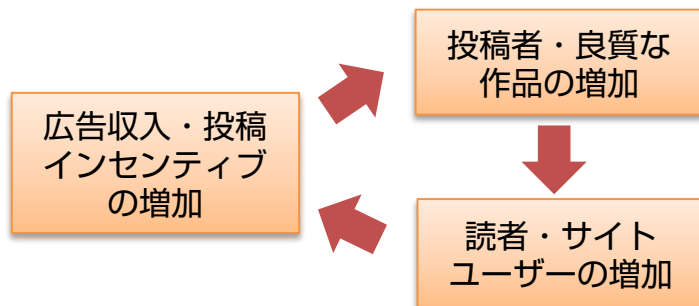 投稿者・良質な
作品の増加
広告収入・投稿
インセンティブ
の増加
読者・サイト
ユーザーの増加